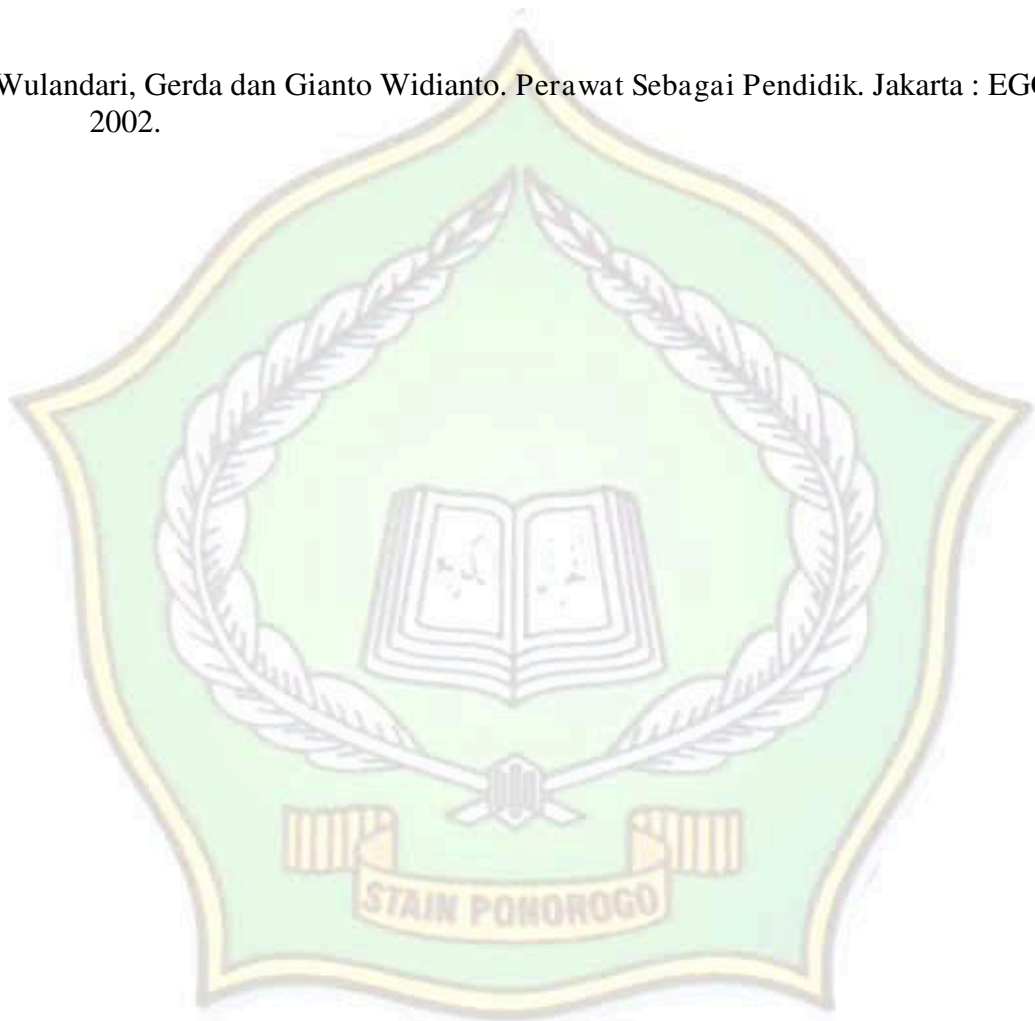 Wulandari, Gerda dan Gianto Widianto. Perawat Sebagai Pendidik. Jakarta : EG
2002.
STAIN PONOROGO